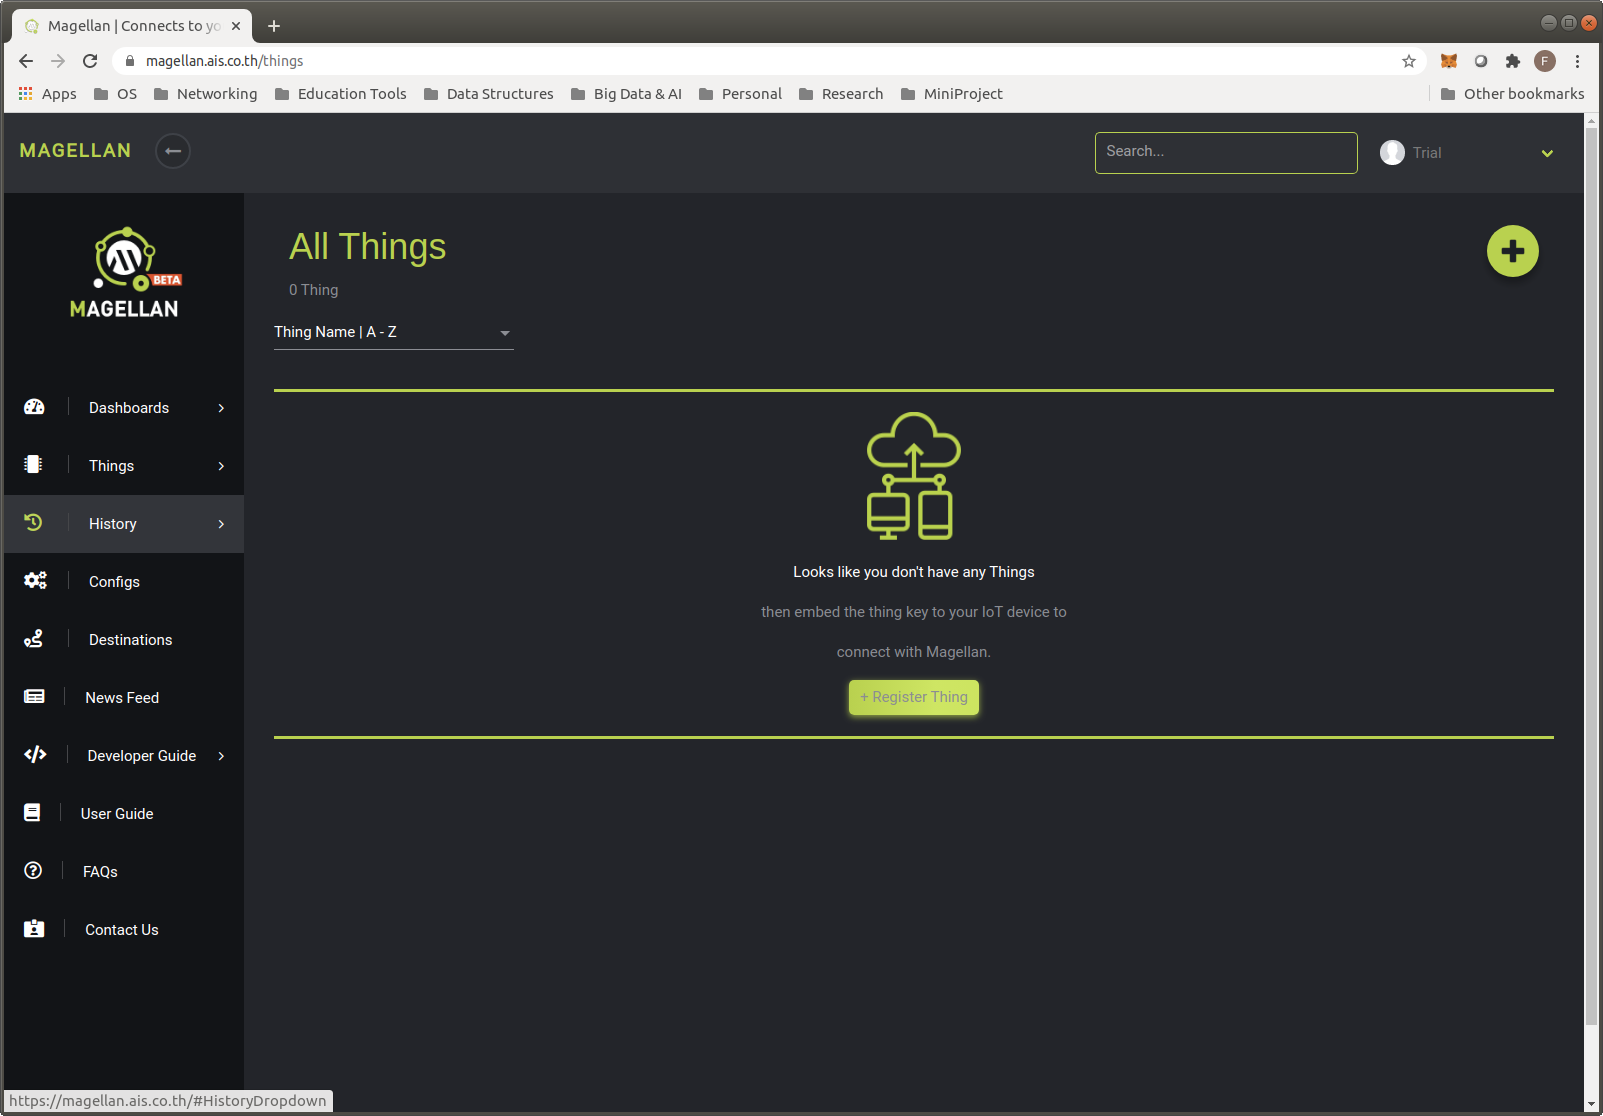 Magellan | Connects to yo
magellan.ais.co.th/things
F
Apps
OS
Networking
Education Tools
Data Structures
Big Data & AI
Personal
Research
MiniProject
Other bookmarks
MAGELLAN
Search...
Trial
BETA
MAGELLAN
Dashboards
Things
History
Configs
Destinations
News Feed
Developer Guide
User Guide
FAQs
Contact Us
All Things
0 Thing
Thing Name | A - Z
Looks like you don't have any Things
then embed the thing key to your IoT device to
connect with Magellan.
+ Register Thing
https://magellan.ais.co.th/#HistoryDropdown